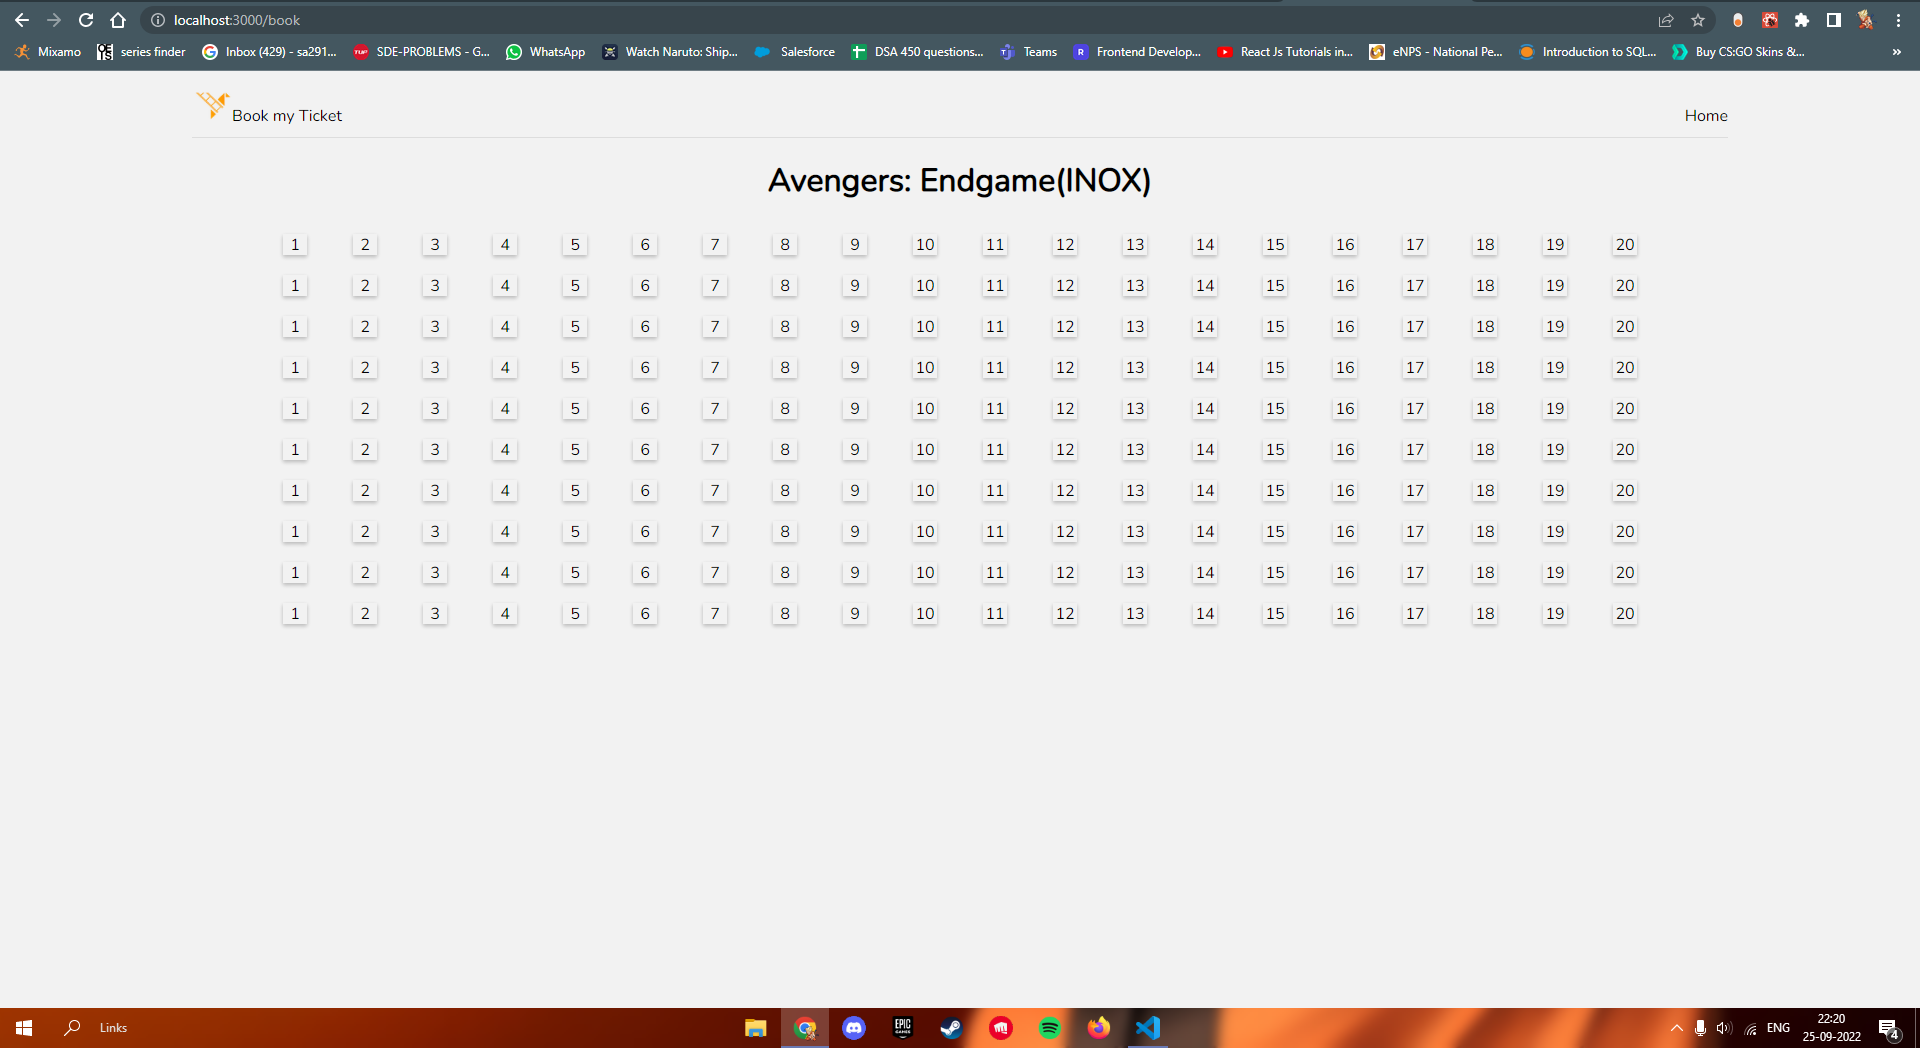 localhost:3000/book
Mixamo series finder Inbox (429) - sa291... SDE-PROBLEMS - G... WhatsApp Watch Naruto: Ship... Salesforce DSA 450 questions... Teams Frontend Develop... React Js Tutorials in... eNPS - National Pe... Introduction to SQL... Buy CS:GO Skins &... »
Book my Ticket Home
Avengers: Endgame(INOX)
1 2 3 4 5 6 7 8 9 10 11 12 13 14 15 16 17 18 19 20
1 2 3 4 5 6 7 8 9 10 11 12 13 14 15 16 17 18 19 20
1 2 3 4 5 6 7 8 9 10 11 12 13 14 15 16 17 18 19 20
1 2 3 4 5 6 7 8 9 10 11 12 13 14 15 16 17 18 19 20
1 2 3 4 5 6 7 8 9 10 11 12 13 14 15 16 17 18 19 20
1 2 3 4 5 6 7 8 9 10 11 12 13 14 15 16 17 18 19 20
1 2 3 4 5 6 7 8 9 10 11 12 13 14 15 16 17 18 19 20
1 2 3 4 5 6 7 8 9 10 11 12 13 14 15 16 17 18 19 20
1 2 3 4 5 6 7 8 9 10 11 12 13 14 15 16 17 18 19 20
1 2 3 4 5 6 7 8 9 10 11 12 13 14 15 16 17 18 19 20
Links EPIC GAMES ENG 22:20
25-09-2022 4